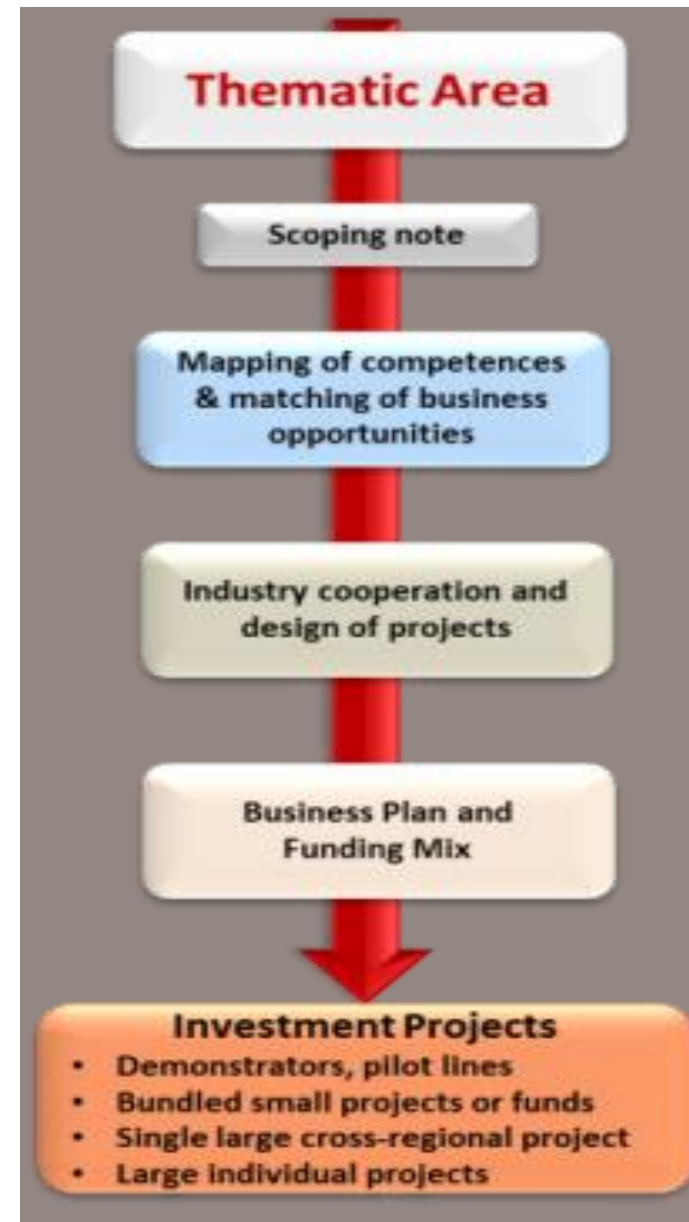 Thematic Area
Scoping note
Mapping of competences
& matching of business
opportunities
Industry cooperation and
design of projects
Business Plan and
Funding Mix
Investment Projects
• Demonstrators, pilot lines
• Bundled small projects or funds
• Single large cross-regional project
• Large individual projects